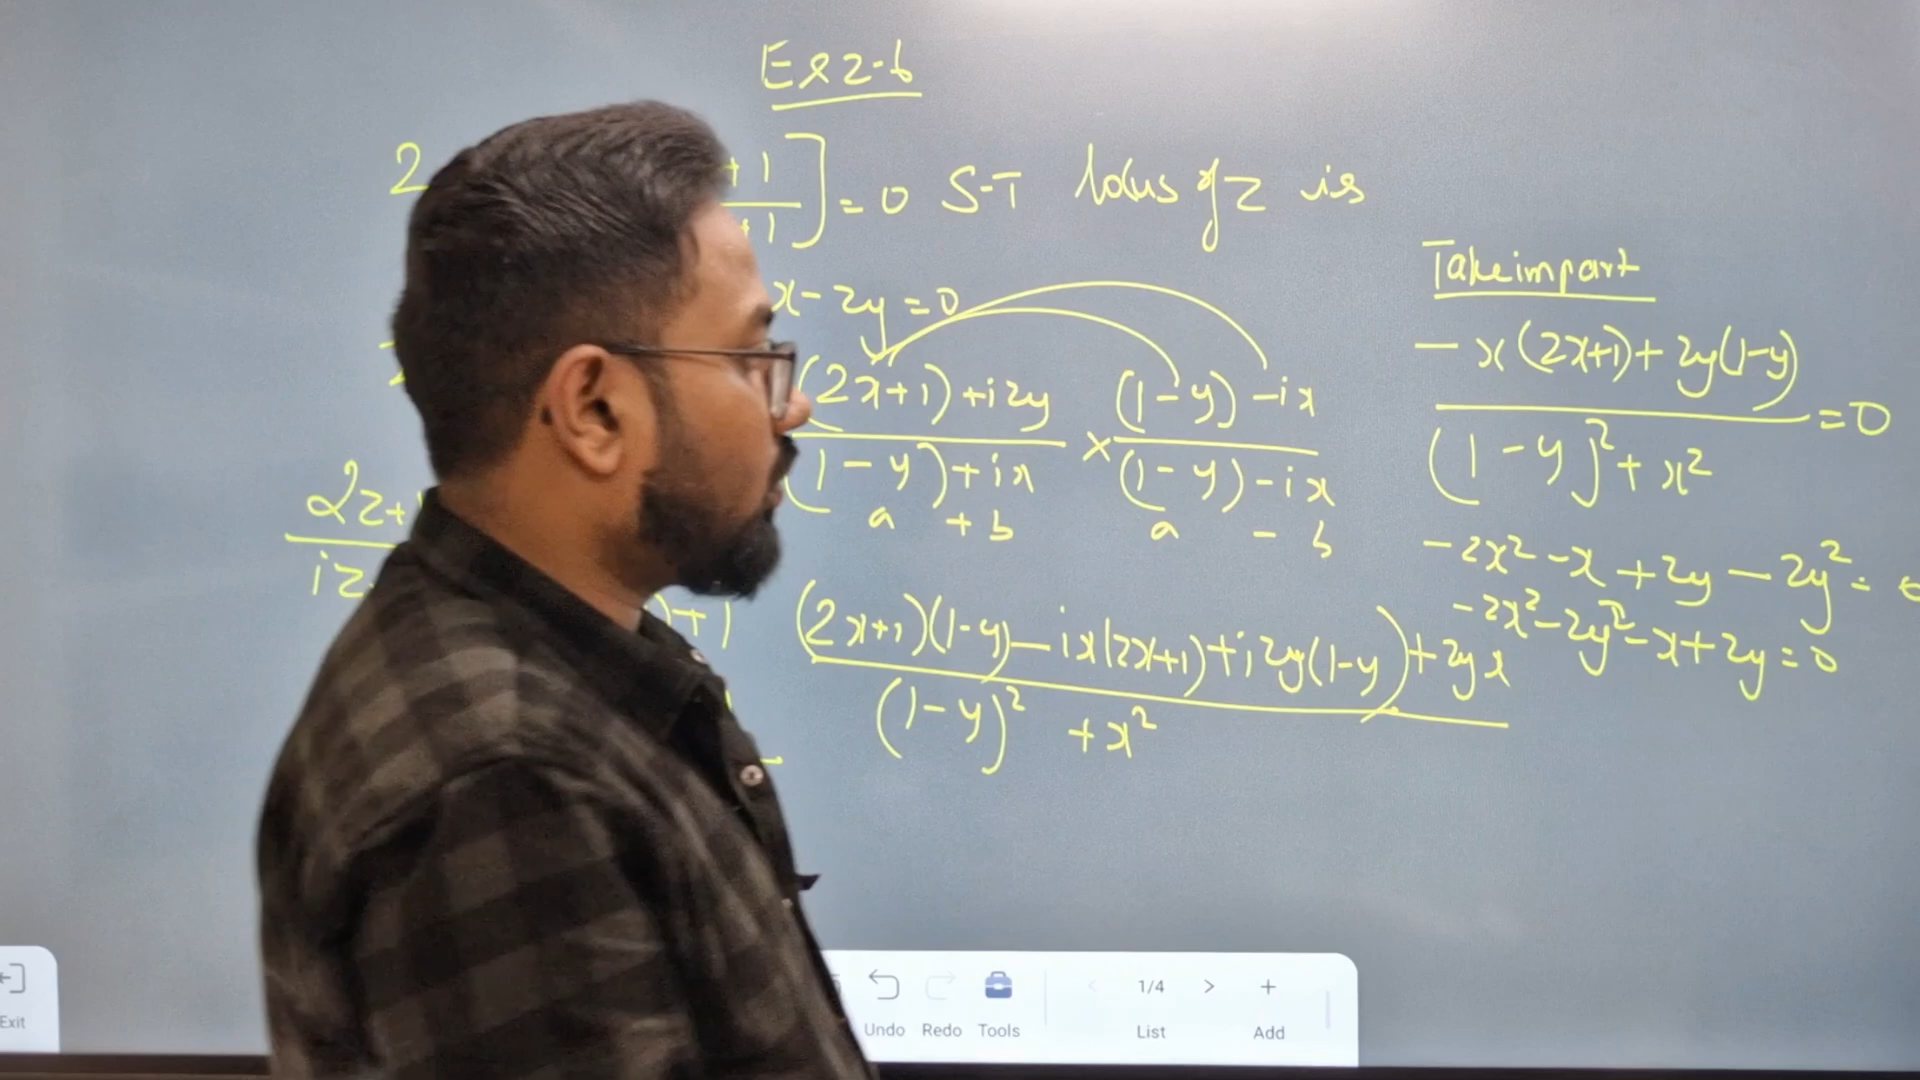 Ex 2.6
2 +1 ] = 0 S.T locus of z is
+1
x - 2y = 0
(2x+1) + i2y × (1-y) - ix
(1-y) + ix (1-y) - ix
a + b a - b
2z+
iz
)+1
(2x+1)(1-y) - ix(2x+1) + i2y(1-y) + 2yx
(1-y)² + x²
Take im part
-x(2x+1) + 2y(1-y) = 0
(1-y)² + x²
-2x² - x + 2y - 2y² =
-2x² - 2y² - x + 2y = 0
Exit
Undo Redo Tools
< 1/4 > +
List Add